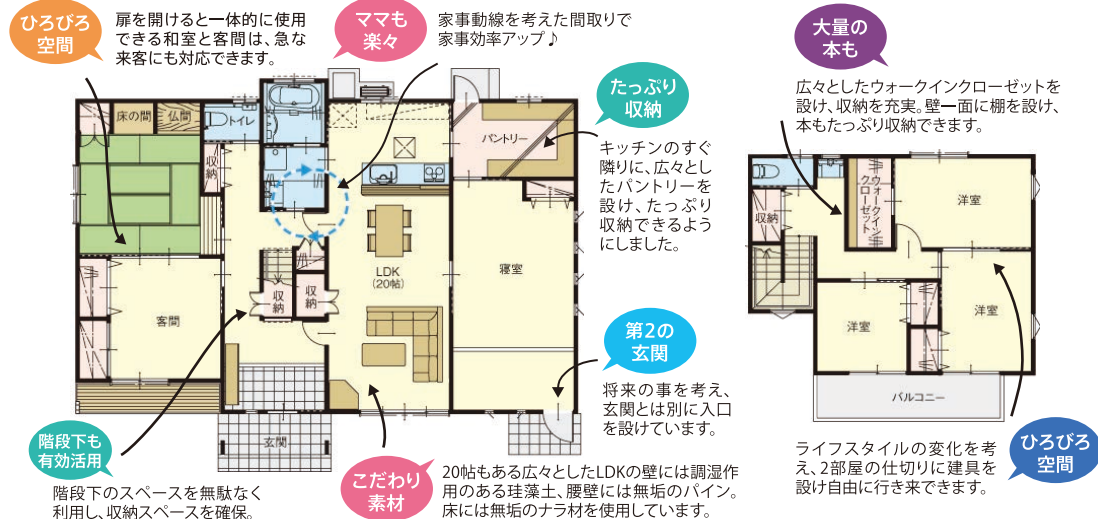 ひろびろ
空間
扉を開けると一体的に使用
できる和室と客間は、急な
来客にも対応できます。
ママも
楽々
家事動線を考えた間取りで
家事効率アップ♪
たっぷり
収納
キッチンのすぐ
隣りに、広々とし
たパントリーを
設け、たっぷり
収納できるよう
にしました。
大量の
本も
広々としたウォークインクローゼットを
設け、収納を充実。壁一面に棚を設け、
本もたっぷり収納できます。
床の間
仏間
トイレ
収納
パントリー
LDK
(20帖)
寝室
収納
収納
客間
玄関
収納
ウォークイン
クローゼット
洋室
洋室
洋室
バルコニー
第2の
玄関
将来の事を考え、
玄関とは別に入口
を設けています。
階段下も
有効活用
階段下のスペースを無駄なく
利用し、収納スペースを確保。
こだわり
素材
20帖もある広々としたLDKの壁には調湿作
用のある珪藻土、腰壁には無垢のパイン。
床には無垢のナラ材を使用しています。
ライフスタイルの変化を考
え、2部屋の仕切りに建具を
設け自由に行き来できます。
ひろびろ
空間